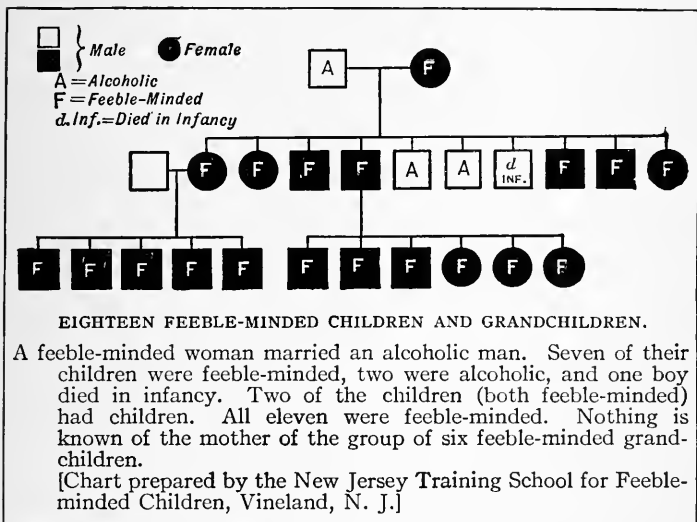 Male Female
A=Alcoholic
F=Feeble-Minded
d.Inf.=Died in Infancy
A F
F F F F A A d INF. F F F
F F F F F F F F F F F
EIGHTEEN FEEBLE-MINDED CHILDREN AND GRANDCHILDREN.
A feeble-minded woman married an alcoholic man. Seven of their
children were feeble-minded, two were alcoholic, and one boy
died in infancy. Two of the children (both feeble-minded)
had children. All eleven were feeble-minded. Nothing is
known of the mother of the group of six feeble-minded grand-
children.
[Chart prepared by the New Jersey Training School for Feeble-
minded Children, Vineland, N. J.]